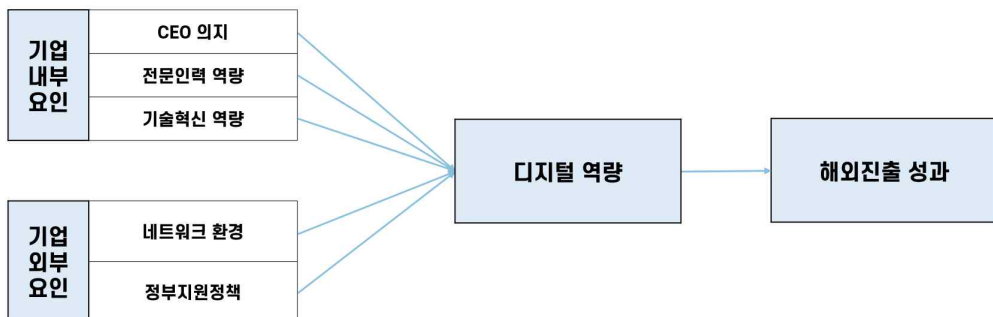 기업
내부
요인
CEO 의지
전문인력 역량
기술혁신 역량
기업
외부
요인
네트워크 환경
정부지원정책
디지털 역량
해외진출 성과